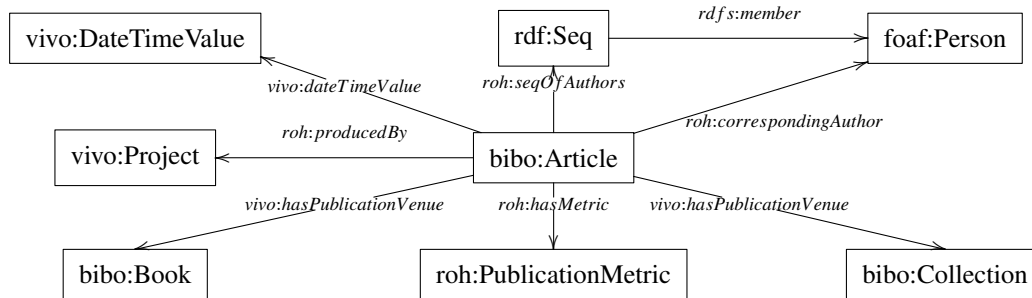 rdfs:member
vivo:DateTimeValue
rdf:Seq
foaf:Person
vivo:dateTimeValue
roh:seqOfAuthors
roh:correspondingAuthor
roh:producedBy
vivo:Project
bibo:Article
vivo:hasPublicationVenue
roh:hasMetric
vivo:hasPublicationVenue
bibo:Book
roh:PublicationMetric
bibo:Collection